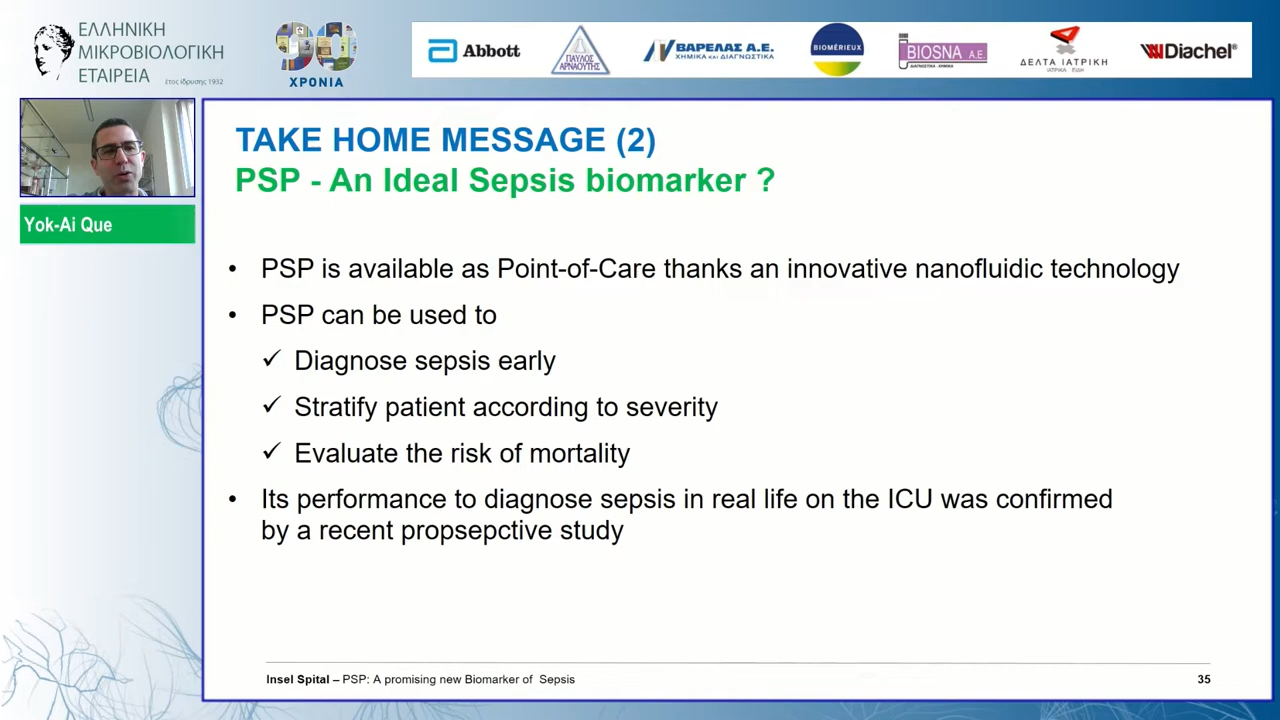 ΕΛΛΗΝΙΚΗ
ΜΙΚΡΟΒΙΟΛΟΓΙΚΗ
ΕΤΑΙΡΕΙΑ
έτος ίδρυσης 1932
90
ΧΡΟΝΙΑ
Abbott
ΠΑΥΛΟΣ
ΑΡΝΑΟΥΤΗΣ
ΒΑΡΕΛΑΣ Α.Ε.
ΧΗΜΙΚΑ ΚΑΙ ΔΙΑΓΝΩΣΤΙΚΑ
BIOMÉRIEUX
BIOSNA A.E.
ΔΙΑΓΝΩΣΤΙΚΑ - ΧΗΜΙΚΑ
ΔΕΛΤΑ ΙΑΤΡΙΚΗ
ΙΑΤΡΙΚΑ ΕΙΔΗ
Diachel®
Yok-Ai Que
TAKE HOME MESSAGE (2)
PSP - An Ideal Sepsis biomarker ?
• PSP is available as Point-of-Care thanks an innovative nanofluidic technology
• PSP can be used to
✓ Diagnose sepsis early
✓ Stratify patient according to severity
✓ Evaluate the risk of mortality
• Its performance to diagnose sepsis in real life on the ICU was confirmed
by a recent propsepctive study
Insel Spital – PSP: A promising new Biomarker of Sepsis
35